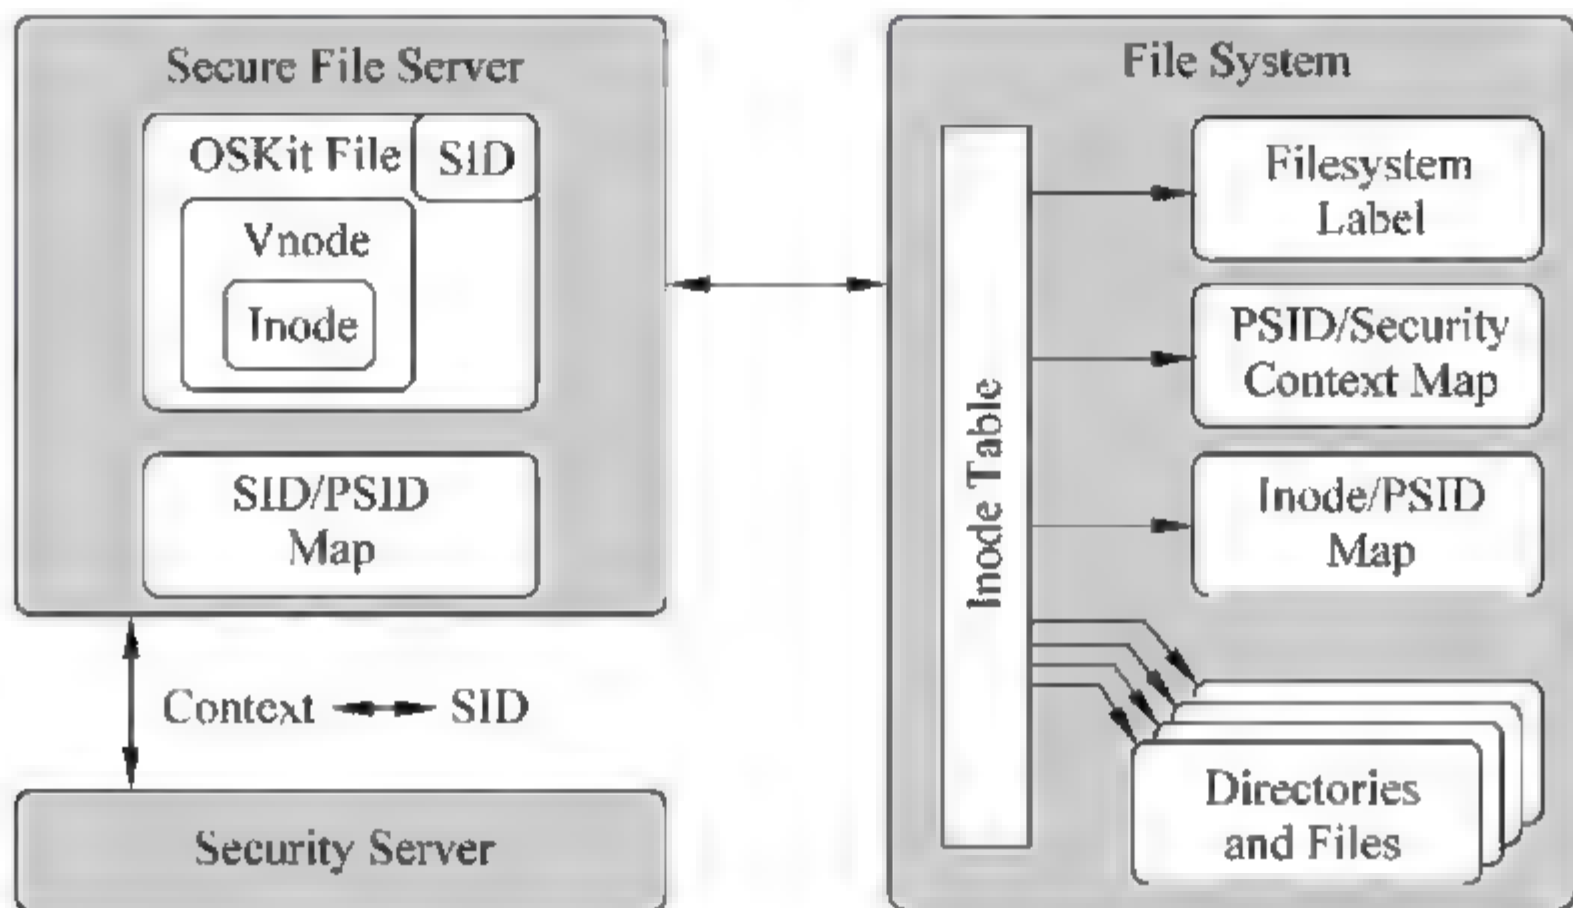 Secure File Server
OSKit File
SID
Vnode
Inode
SID/PSID
Map
Context
SID
Security Server
File System
Inode Table
Filesystem
Label
PSID/Security
Context Map
Inode/PSID
Map
Directories
and Files